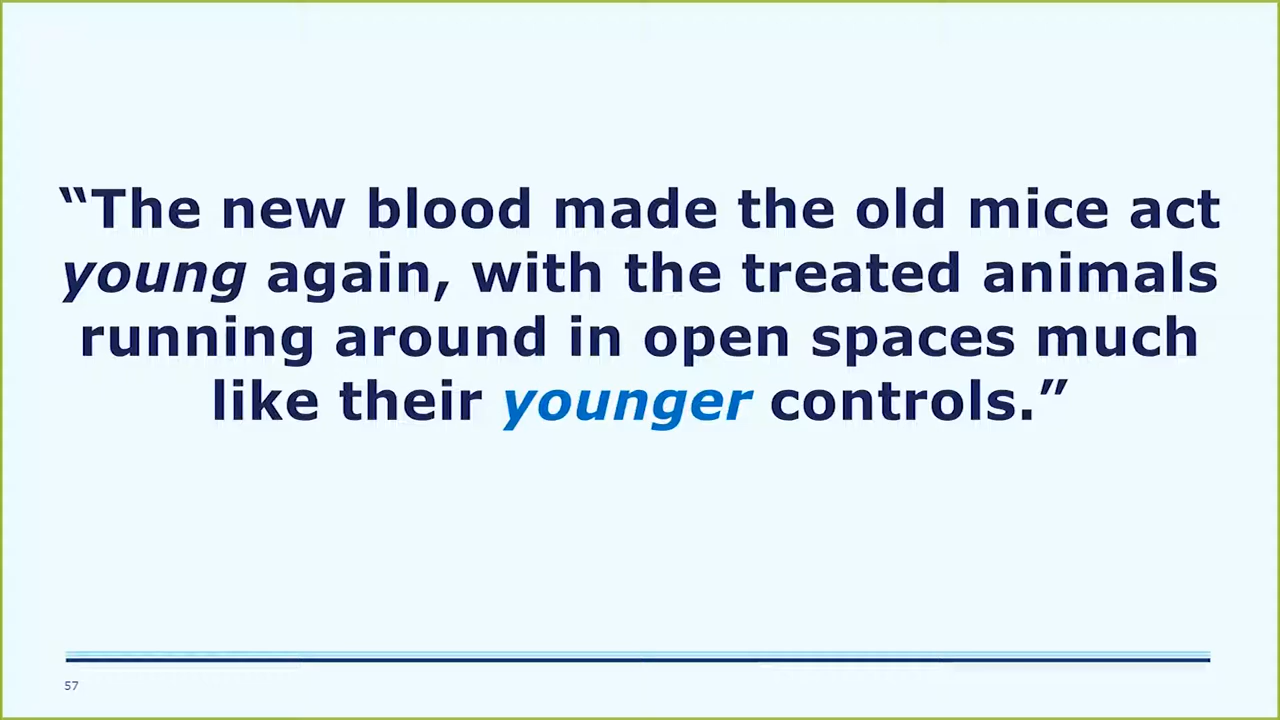 “The new blood made the old mice act
young again, with the treated animals
running around in open spaces much
like their younger controls.”
57